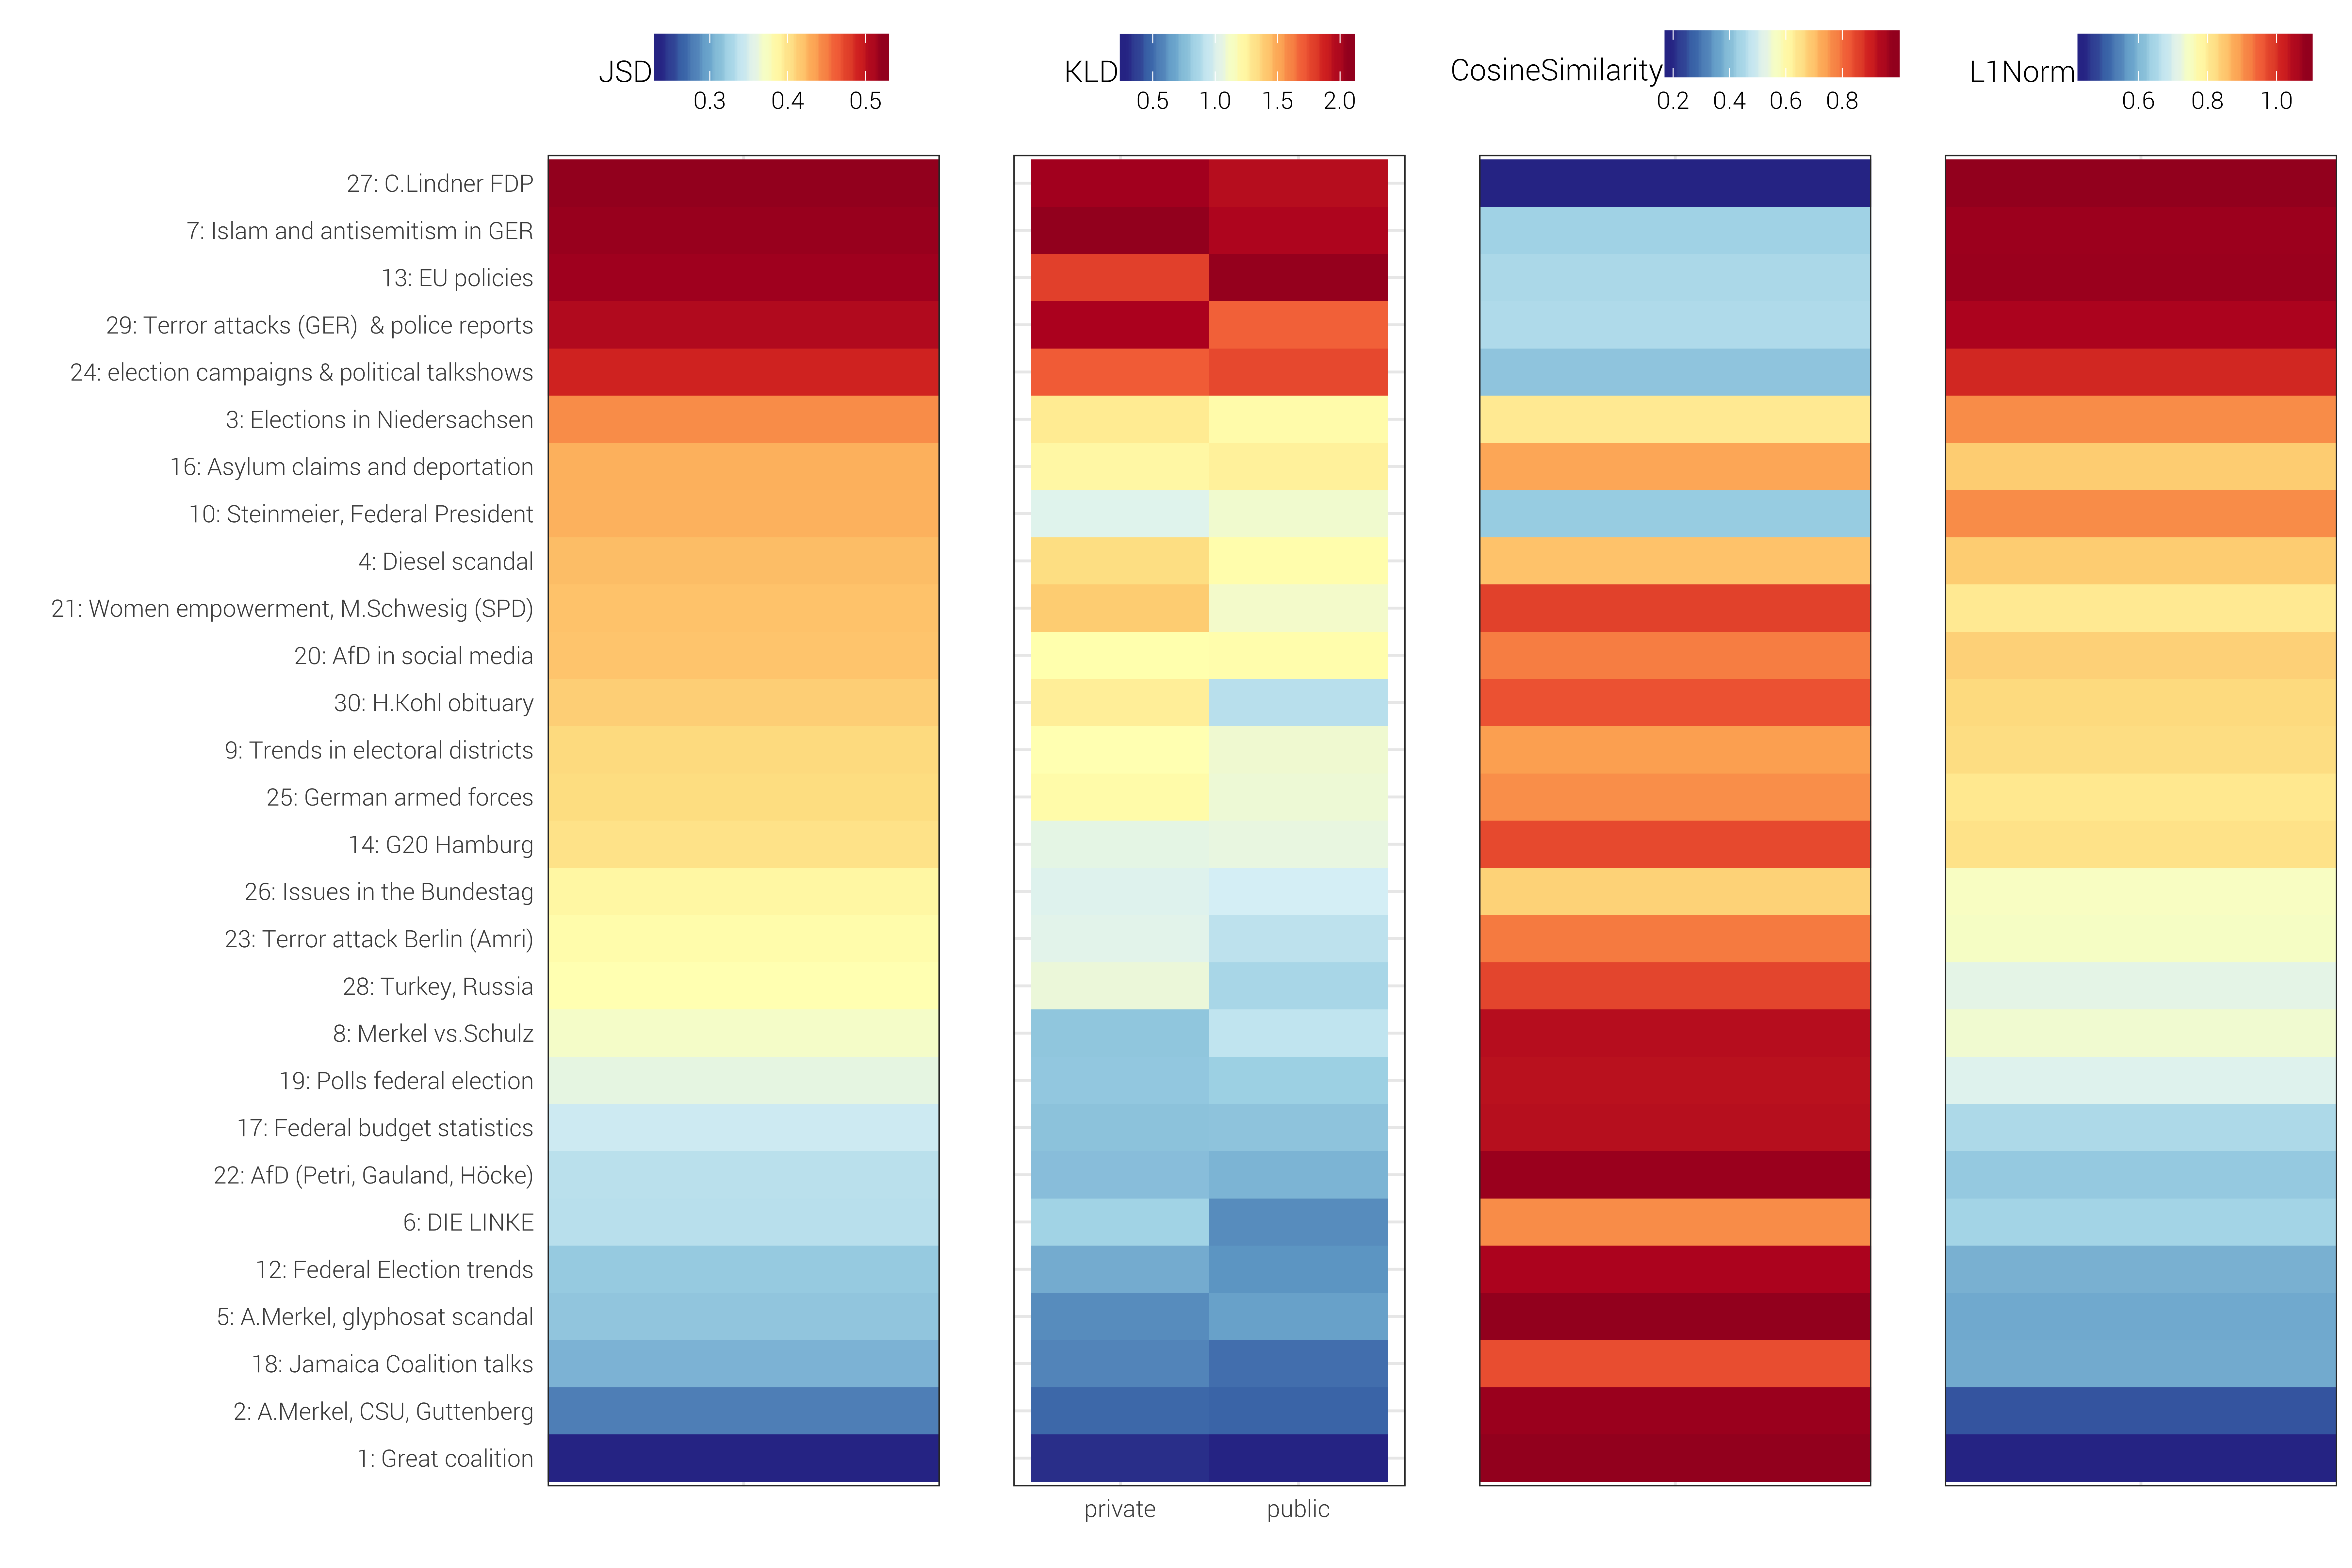 JSD
0.3 0.4 0.5
KLD
0.5 1.0 1.5 2.0
CosineSimilarity
0.2 0.4 0.6 0.8
L1Norm
0.6 0.8 1.0
27: C.Lindner FDP
7: Islam and antisemitism in GER
13: EU policies
29: Terror attacks (GER)  & police reports
24: election campaigns & political talkshows
3: Elections in Niedersachsen
16: Asylum claims and deportation
10: Steinmeier, Federal President
4: Diesel scandal
21: Women empowerment, M.Schwesig (SPD)
20: AfD in social media
30: H.Kohl obituary
9: Trends in electoral districts
25: German armed forces
14: G20 Hamburg
26: Issues in the Bundestag
23: Terror attack Berlin (Amri)
28: Turkey, Russia
8: Merkel vs.Schulz
19: Polls federal election
17: Federal budget statistics
22: AfD (Petri, Gauland, Höcke)
6: DIE LINKE
12: Federal Election trends
5: A.Merkel, glyphosat scandal
18: Jamaica Coalition talks
2: A.Merkel, CSU, Guttenberg
1: Great coalition
private public